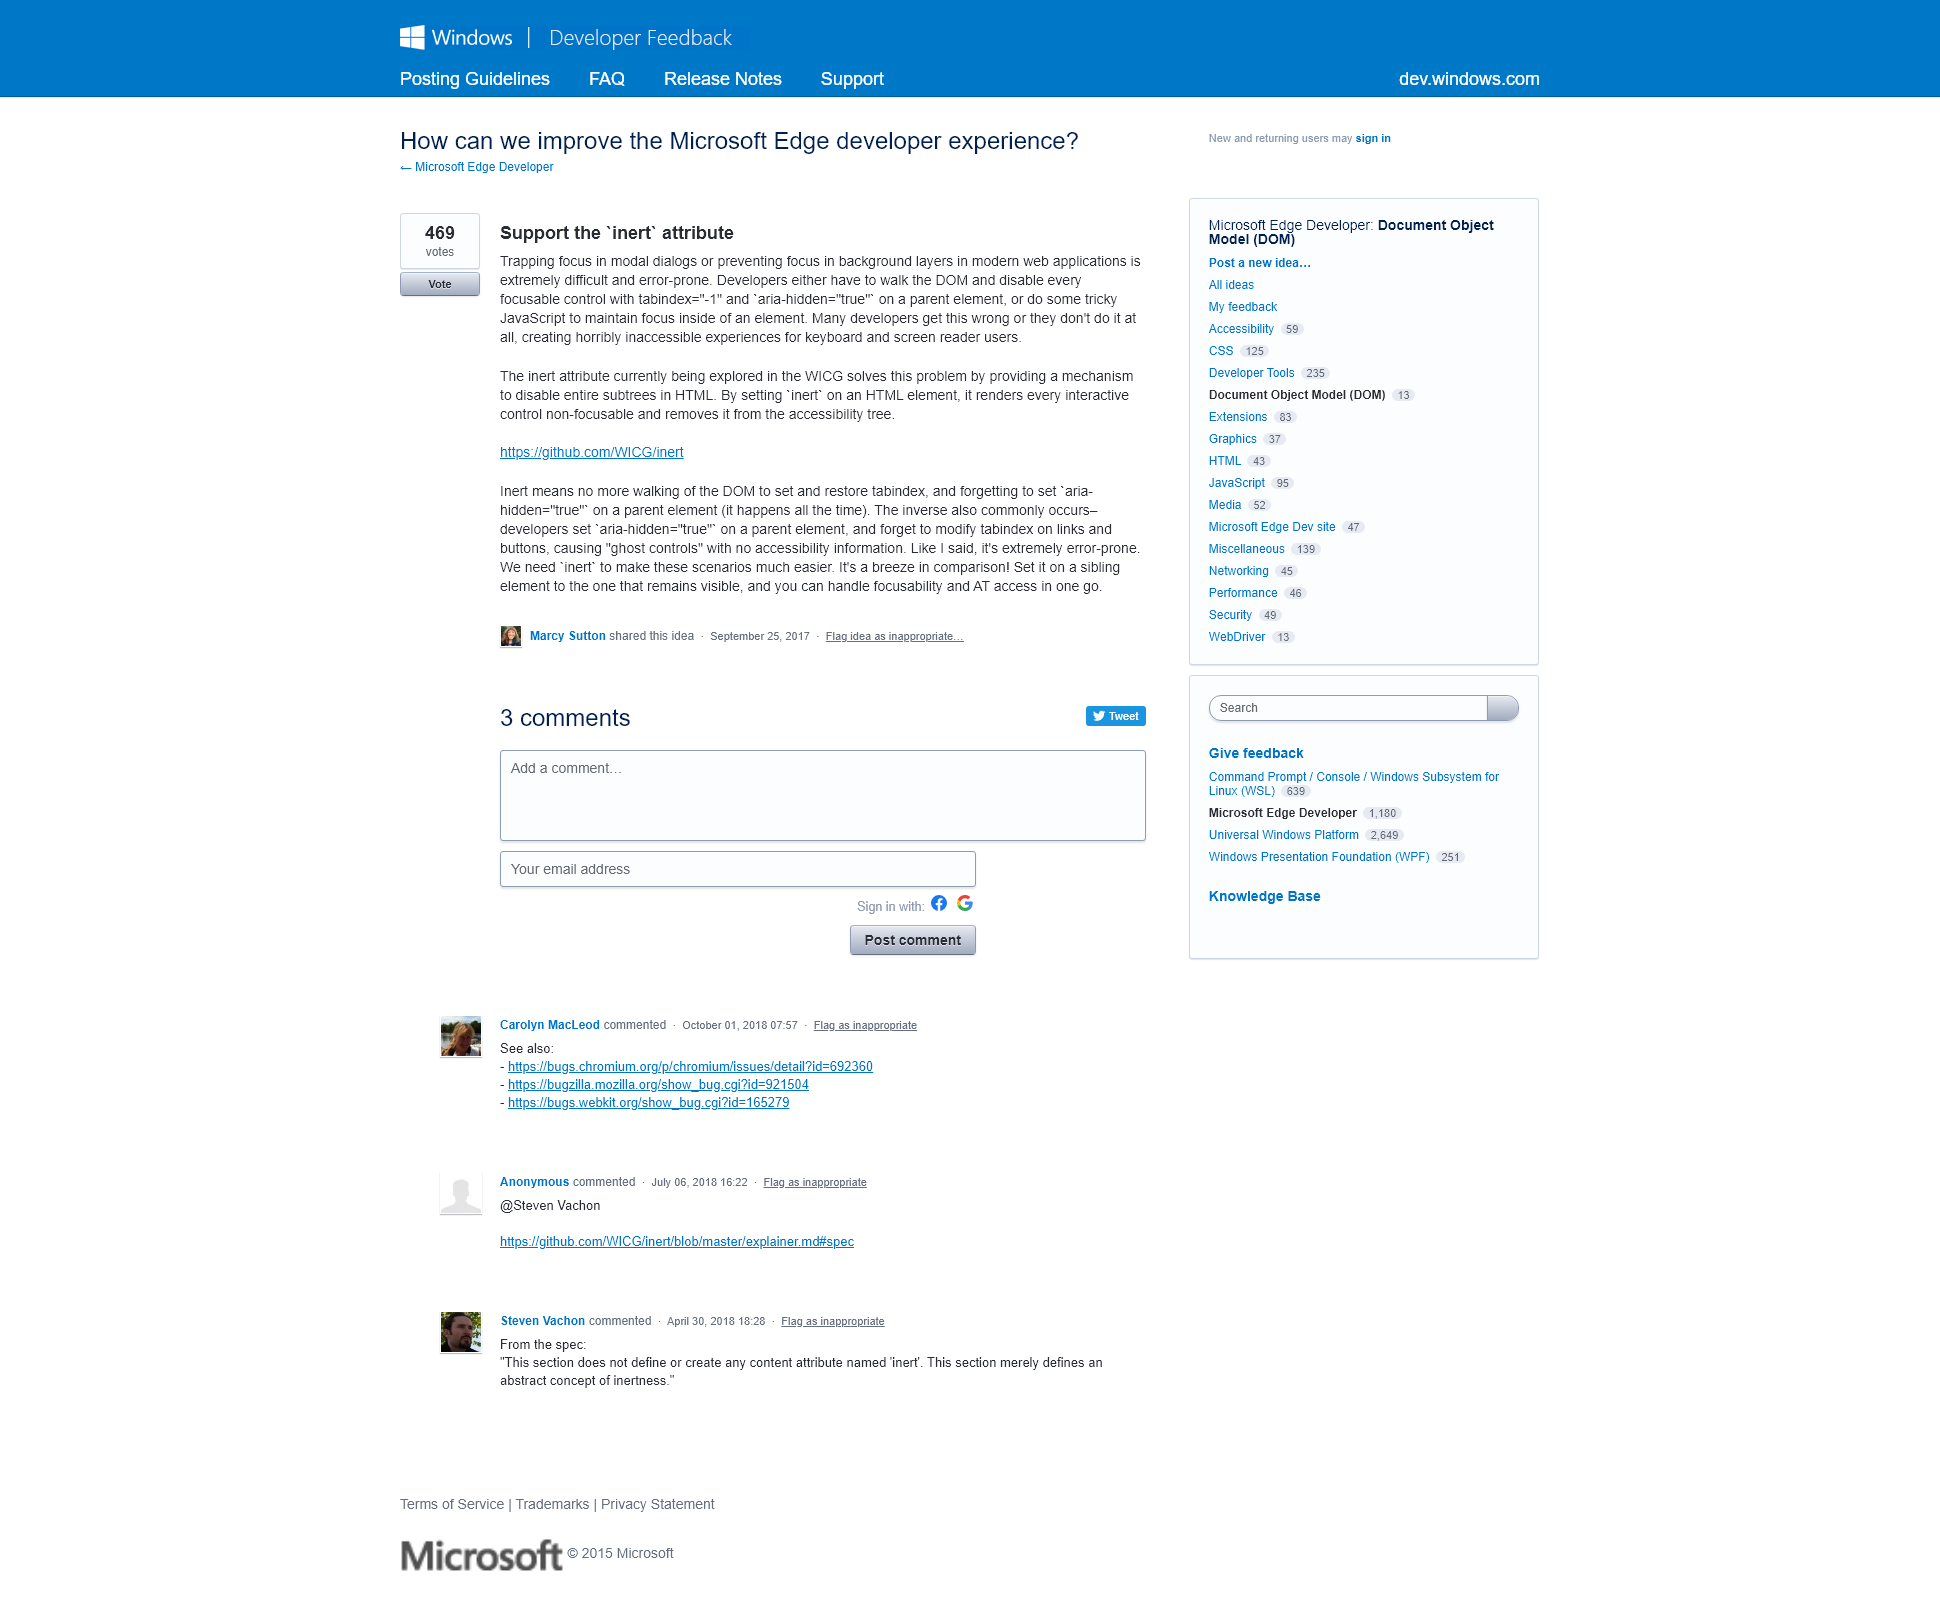 Windows | Developer Feedback
Posting Guidelines FAQ Release Notes Support dev.windows.com
How can we improve the Microsoft Edge developer experience?
← Microsoft Edge Developer
New and returning users may sign in
469
votes
Vote
Support the `inert` attribute
Trapping focus in modal dialogs or preventing focus in background layers in modern web applications is
extremely difficult and error-prone. Developers either have to walk the DOM and disable every
focusable control with tabindex="-1" and `aria-hidden="true"` on a parent element, or do some tricky
JavaScript to maintain focus inside of an element. Many developers get this wrong or they don't do it at
all, creating horribly inaccessible experiences for keyboard and screen reader users.
The inert attribute currently being explored in the WICG solves this problem by providing a mechanism
to disable entire subtrees in HTML. By setting `inert` on an HTML element, it renders every interactive
control non-focusable and removes it from the accessibility tree.
https://github.com/WICG/inert
Inert means no more walking of the DOM to set and restore tabindex, and forgetting to set `aria-
hidden="true"` on a parent element (it happens all the time). The inverse also commonly occurs–
developers set `aria-hidden="true"` on a parent element, and forget to modify tabindex on links and
buttons, causing "ghost controls" with no accessibility information. Like I said, it's extremely error-prone.
We need `inert` to make these scenarios much easier. It's a breeze in comparison! Set it on a sibling
element to the one that remains visible, and you can handle focusability and AT access in one go.
Marcy Sutton shared this idea · September 25, 2017 · Flag idea as inappropriate…
3 comments
Tweet
Add a comment…
Your email address
Sign in with:
Post comment
Carolyn MacLeod commented · October 01, 2018 07:57 · Flag as inappropriate
See also:
- https://bugs.chromium.org/p/chromium/issues/detail?id=692360
- https://bugzilla.mozilla.org/show_bug.cgi?id=921504
- https://bugs.webkit.org/show_bug.cgi?id=165279
Anonymous commented · July 06, 2018 16:22 · Flag as inappropriate
@Steven Vachon
https://github.com/WICG/inert/blob/master/explainer.md#spec
Steven Vachon commented · April 30, 2018 18:28 · Flag as inappropriate
From the spec:
"This section does not define or create any content attribute named 'inert'. This section merely defines an
abstract concept of inertness."
Microsoft Edge Developer: Document Object
Model (DOM)
Post a new idea…
All ideas
My feedback
Accessibility 59
CSS 125
Developer Tools 235
Document Object Model (DOM) 13
Extensions 83
Graphics 37
HTML 43
JavaScript 95
Media 52
Microsoft Edge Dev site 47
Miscellaneous 139
Networking 45
Performance 46
Security 49
WebDriver 13
Search
Give feedback
Command Prompt / Console / Windows Subsystem for
Linux (WSL) 639
Microsoft Edge Developer 1,180
Universal Windows Platform 2,649
Windows Presentation Foundation (WPF) 251
Knowledge Base
Terms of Service | Trademarks | Privacy Statement
Microsoft © 2015 Microsoft